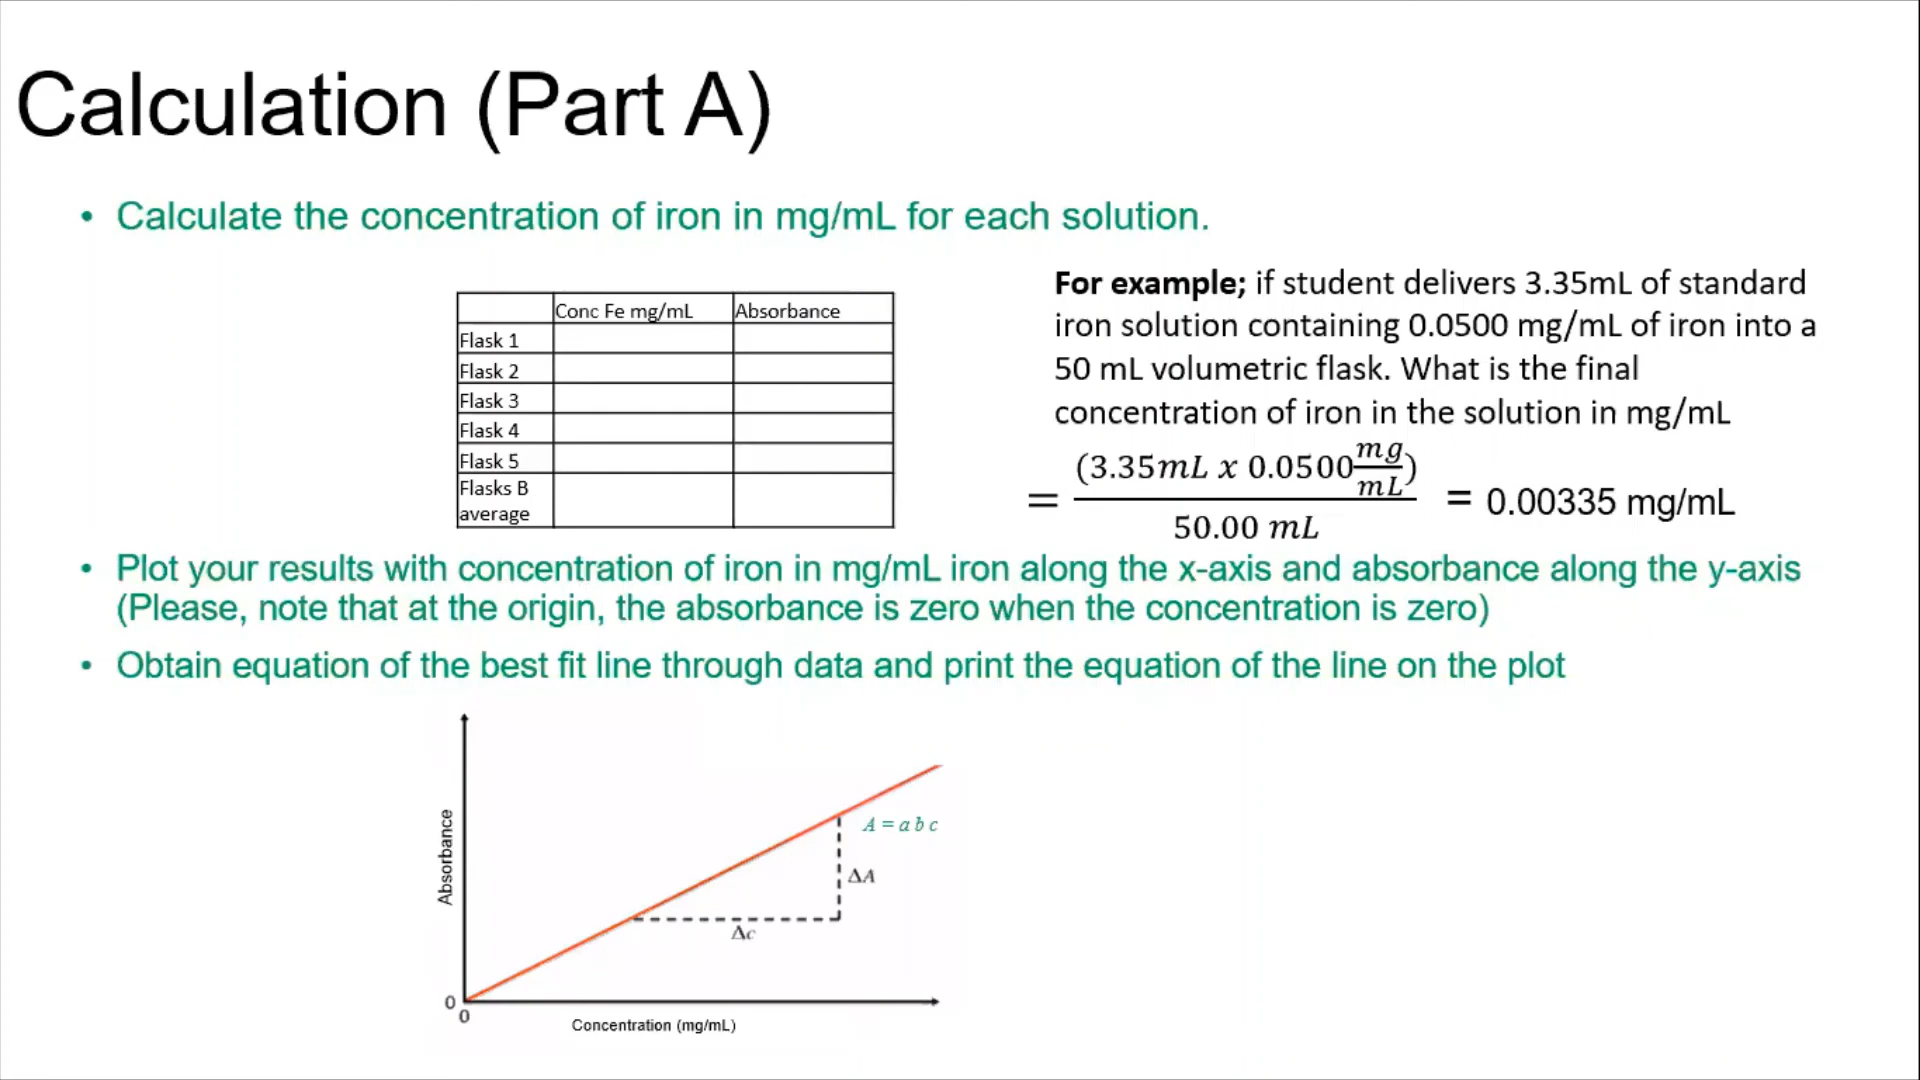 Calculation (Part A)
• Calculate the concentration of iron in mg/mL for each solution.
Conc Fe mg/mL Absorbance
Flask 1
Flask 2
Flask 3
Flask 4
Flask 5
Flasks B
average
For example; if student delivers 3.35mL of standard
iron solution containing 0.0500 mg/mL of iron into a
50 mL volumetric flask. What is the final
concentration of iron in the solution in mg/mL
= (3.35mL x 0.0500 mg/mL) / 50.00 mL = 0.00335 mg/mL
• Plot your results with concentration of iron in mg/mL iron along the x-axis and absorbance along the y-axis
(Please, note that at the origin, the absorbance is zero when the concentration is zero)
• Obtain equation of the best fit line through data and print the equation of the line on the plot
Absorbance
A = a b c
ΔA
Δc
0
0
Concentration (mg/mL)